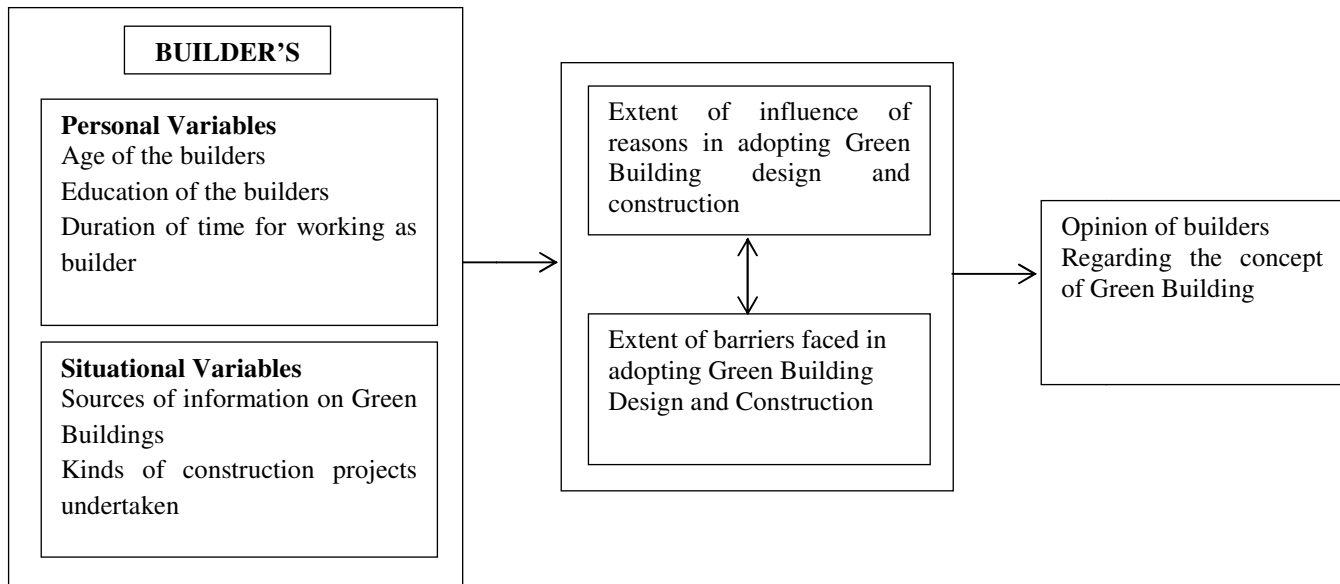 BUILDER'S
Personal Variables
Age of the builders
Education of the builders
Duration of time for working as
builder
Situational Variables
Sources of information on Green
Buildings
Kinds of construction projects
undertaken
Extent of influence of
reasons in adopting Green
Building design and
construction
Extent of barriers faced in
adopting Green Building
Design and Construction
Opinion of builders
Regarding the concept
of Green Building